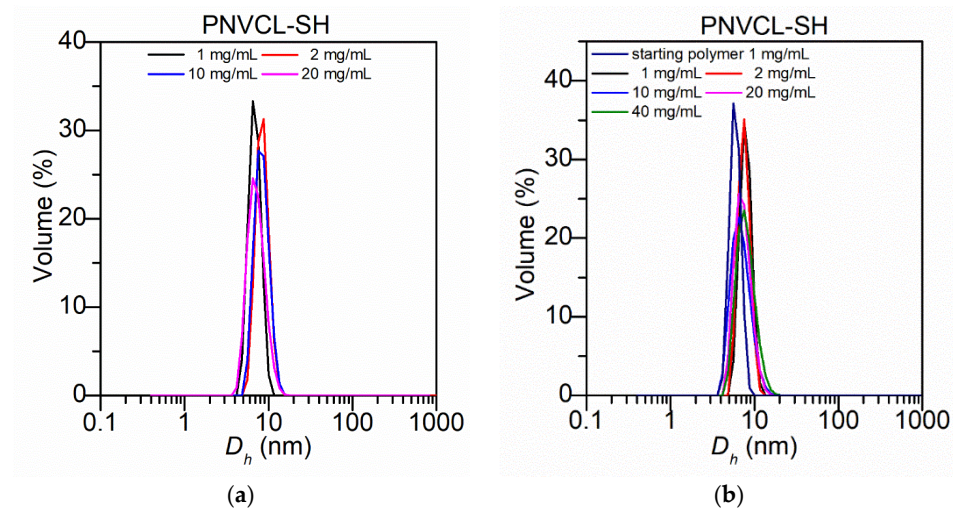 PNVCL-SH
1 mg/mL 2 mg/mL
10 mg/mL 20 mg/mL
Volume (%)
40
30
20
10
0
0.1 1 10 100 1000
D_h (nm)
(a)
PNVCL-SH
starting polymer 1 mg/mL
1 mg/mL 2 mg/mL
10 mg/mL 20 mg/mL
40 mg/mL
Volume (%)
40
30
20
10
0
0.1 1 10 100 1000
D_h (nm)
(b)